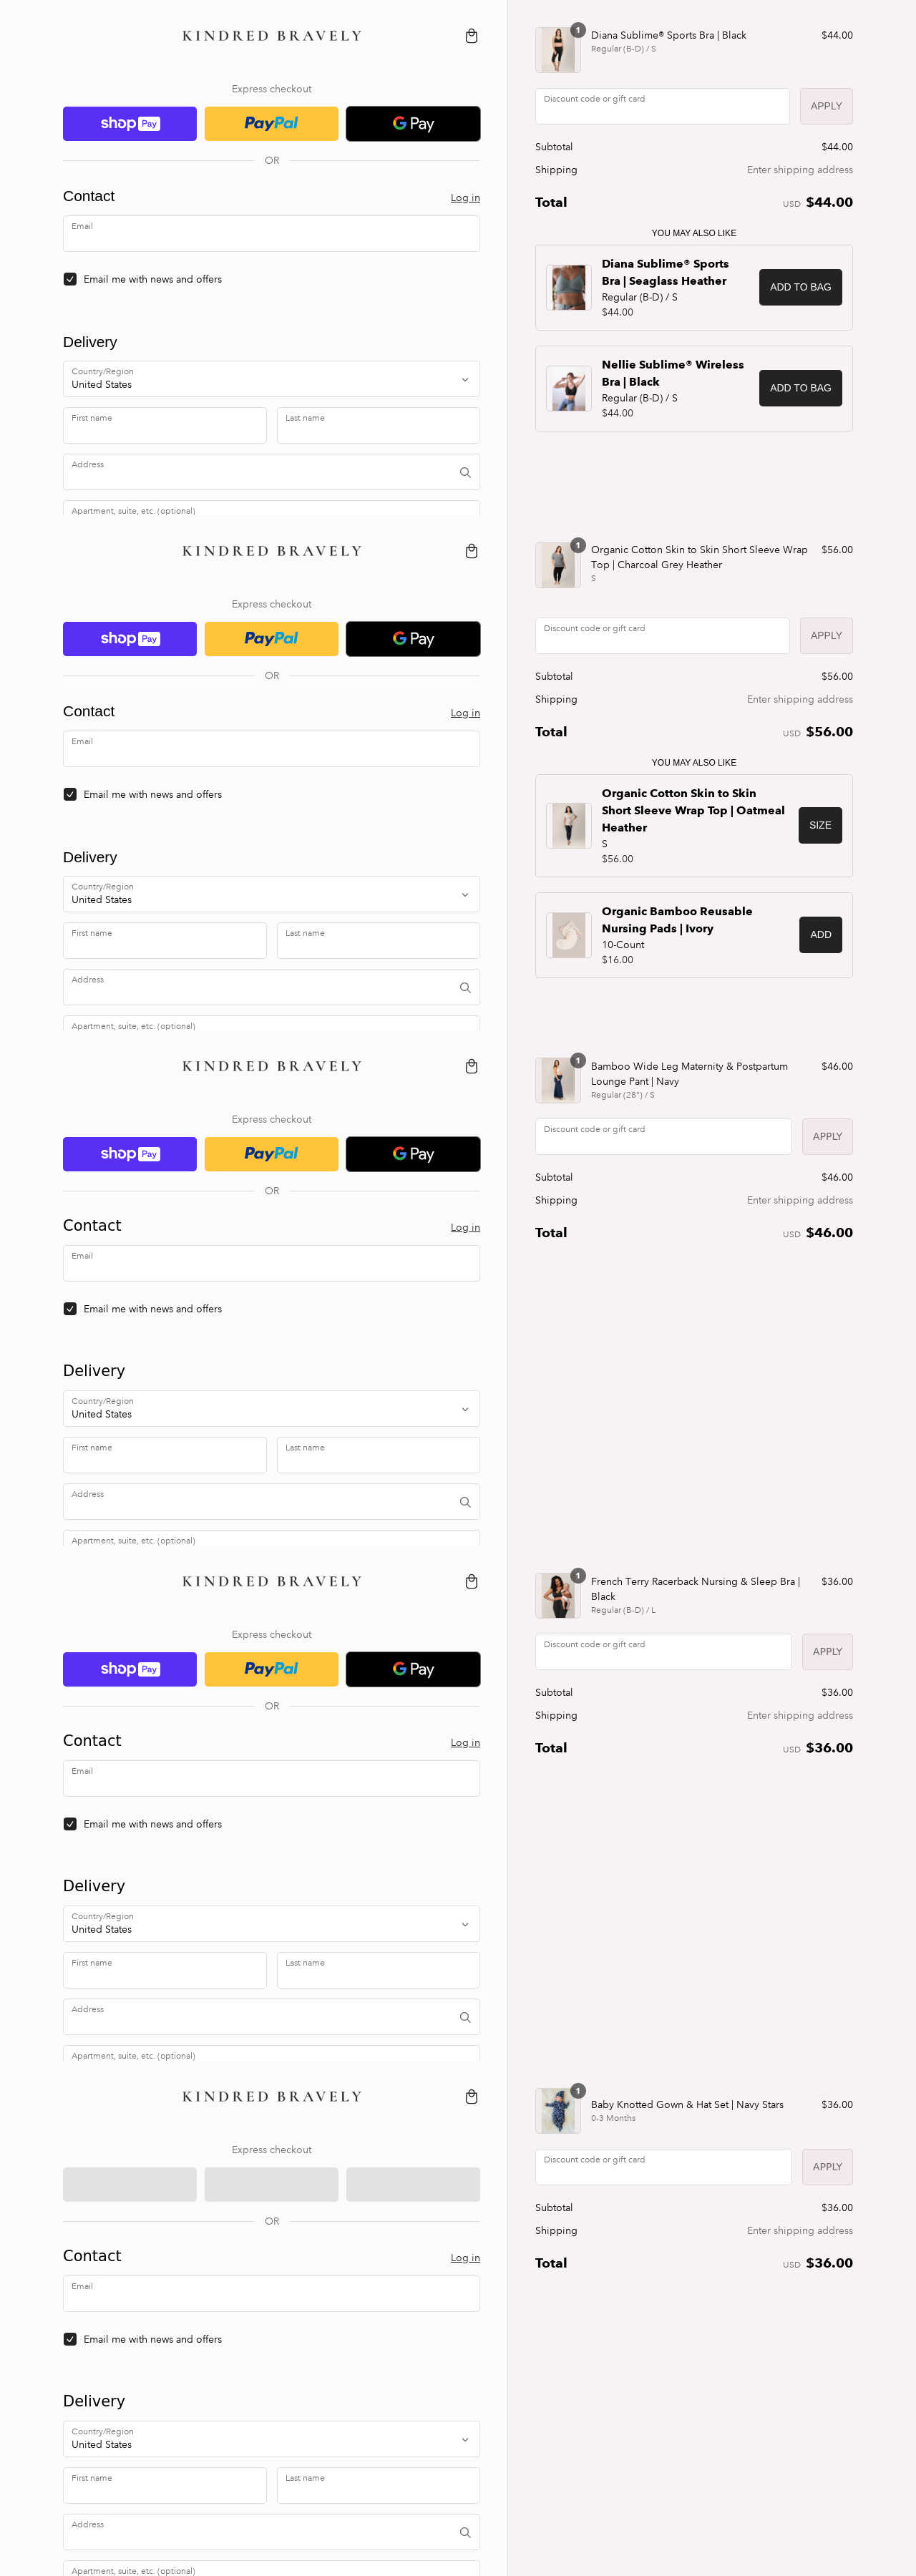 KINDRED BRAVELY
Express checkout
shop Pay
PayPal
G Pay
OR
Contact
Log in
Email
Email me with news and offers
Delivery
Country/Region
United States
First name
Last name
Address
Apartment, suite, etc. (optional)
1
Diana Sublime® Sports Bra | Black
$44.00
Regular (B-D) / S
Discount code or gift card
APPLY
Subtotal
$44.00
Shipping
Enter shipping address
Total
USD $44.00
YOU MAY ALSO LIKE
Diana Sublime® Sports
Bra | Seaglass Heather
Regular (B-D) / S
$44.00
ADD TO BAG
Nellie Sublime® Wireless
Bra | Black
Regular (B-D) / S
$44.00
ADD TO BAG
KINDRED BRAVELY
Express checkout
shop Pay
PayPal
G Pay
OR
Contact
Log in
Email
Email me with news and offers
Delivery
Country/Region
United States
First name
Last name
Address
Apartment, suite, etc. (optional)
1
Organic Cotton Skin to Skin Short Sleeve Wrap
Top | Charcoal Grey Heather
$56.00
S
Discount code or gift card
APPLY
Subtotal
$56.00
Shipping
Enter shipping address
Total
USD $56.00
YOU MAY ALSO LIKE
Organic Cotton Skin to Skin
Short Sleeve Wrap Top | Oatmeal
Heather
S
$56.00
SIZE
Organic Bamboo Reusable
Nursing Pads | Ivory
10-Count
$16.00
ADD
KINDRED BRAVELY
Express checkout
shop Pay
PayPal
G Pay
OR
Contact
Log in
Email
Email me with news and offers
Delivery
Country/Region
United States
First name
Last name
Address
Apartment, suite, etc. (optional)
1
Bamboo Wide Leg Maternity & Postpartum
Lounge Pant | Navy
$46.00
Regular (28") / S
Discount code or gift card
APPLY
Subtotal
$46.00
Shipping
Enter shipping address
Total
USD $46.00
KINDRED BRAVELY
Express checkout
shop Pay
PayPal
G Pay
OR
Contact
Log in
Email
Email me with news and offers
Delivery
Country/Region
United States
First name
Last name
Address
Apartment, suite, etc. (optional)
1
French Terry Racerback Nursing & Sleep Bra |
Black
$36.00
Regular (B-D) / L
Discount code or gift card
APPLY
Subtotal
$36.00
Shipping
Enter shipping address
Total
USD $36.00
KINDRED BRAVELY
Express checkout
OR
Contact
Log in
Email
Email me with news and offers
Delivery
Country/Region
United States
First name
Last name
Address
Apartment, suite, etc. (optional)
1
Baby Knotted Gown & Hat Set | Navy Stars
$36.00
0-3 Months
Discount code or gift card
APPLY
Subtotal
$36.00
Shipping
Enter shipping address
Total
USD $36.00